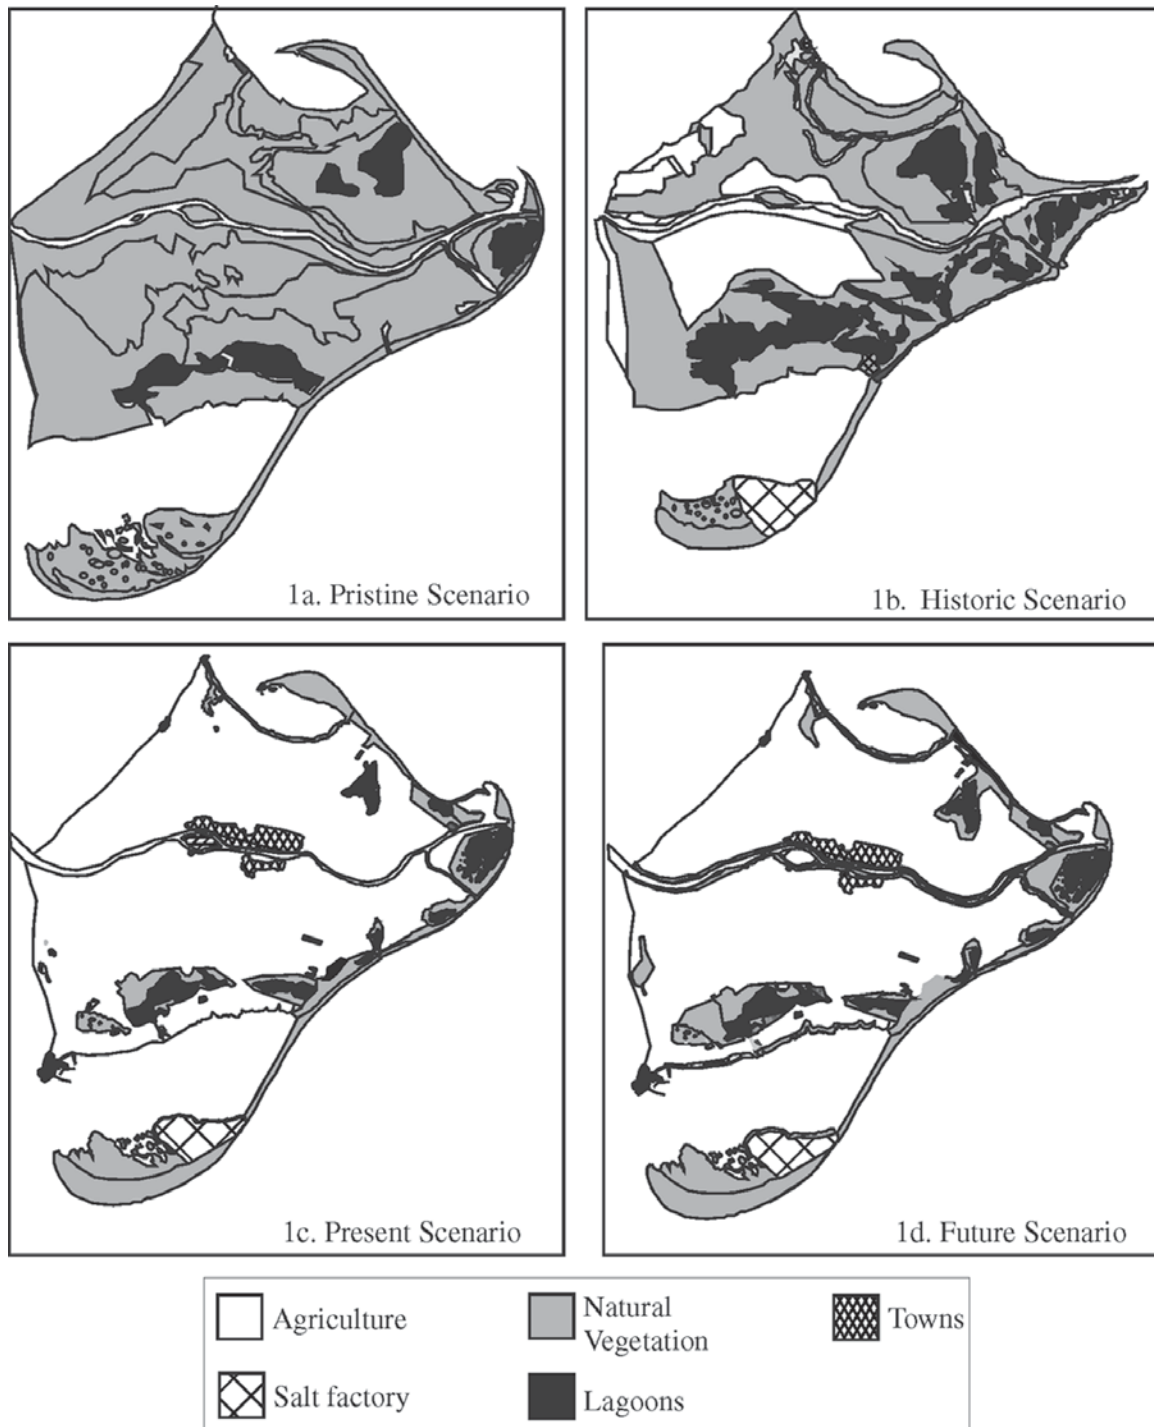 1a. Pristine Scenario
1b. Historic Scenario
1c. Present Scenario
1d. Future Scenario
Agriculture
Natural
Vegetation
Towns
Salt factory
Lagoons